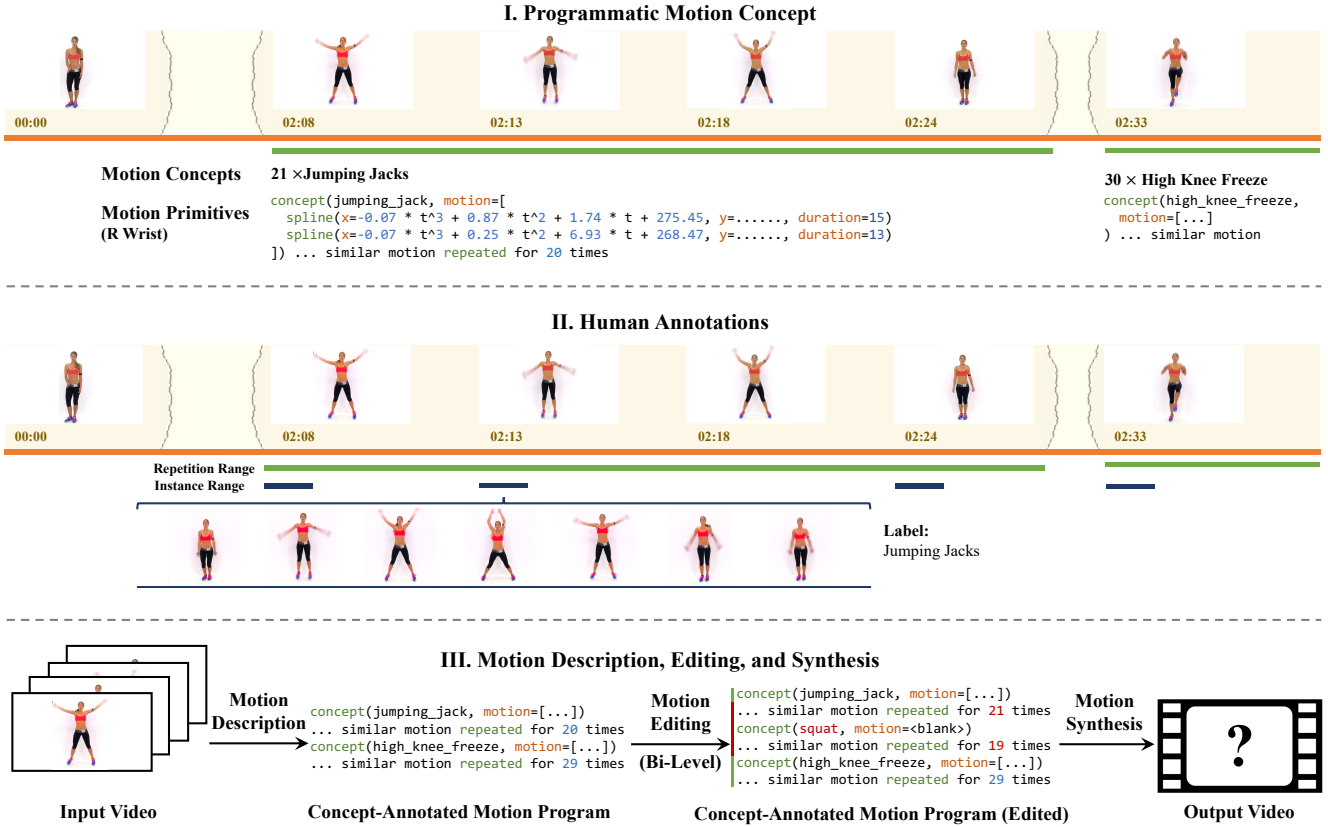 I. Programmatic Motion Concept
00:00
02:08
02:13
02:18
02:24
02:33
Motion Concepts
21 ×Jumping Jacks
30 × High Knee Freeze
Motion Primitives
(R Wrist)
concept(jumping_jack, motion=[
spline(x=-0.07 * t^3 + 0.87 * t^2 + 1.74 * t + 275.45, y=......, duration=15)
spline(x=-0.07 * t^3 + 0.25 * t^2 + 6.93 * t + 268.47, y=......, duration=13)
]) ... similar motion repeated for 20 times
concept(high_knee_freeze,
motion=[...]
) ... similar motion
II. Human Annotations
00:00
02:08
02:13
02:18
02:24
02:33
Repetition Range
Instance Range
Label:
Jumping Jacks
III. Motion Description, Editing, and Synthesis
Motion
Description
concept(jumping_jack, motion=[...])
... similar motion repeated for 20 times
concept(high_knee_freeze, motion=[...])
... similar motion repeated for 29 times
Motion
Editing
(Bi-Level)
concept(jumping_jack, motion=[...])
... similar motion repeated for 21 times
concept(squat, motion=<blank>)
... similar motion repeated for 19 times
concept(high_knee_freeze, motion=[...])
... similar motion repeated for 29 times
Motion
Synthesis
?
Input Video
Concept-Annotated Motion Program
Concept-Annotated Motion Program (Edited)
Output Video